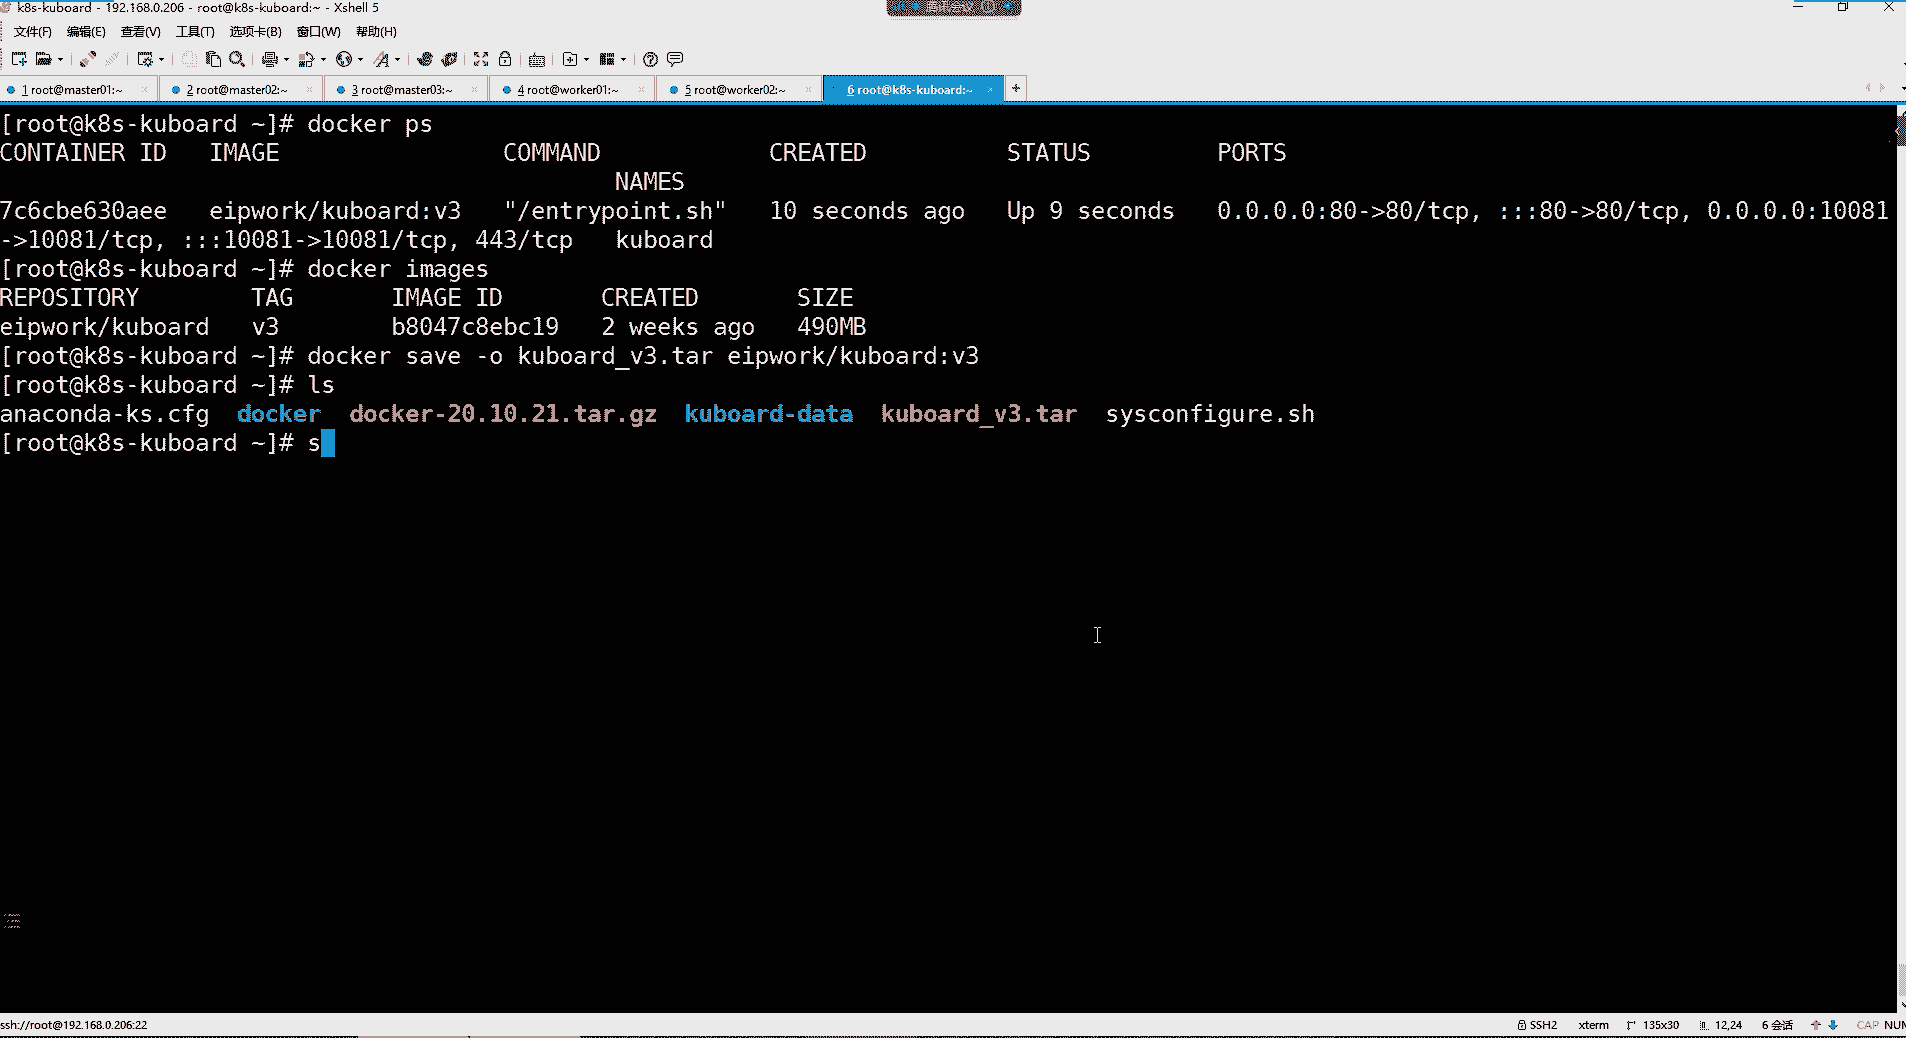 k8s-kuboard - 192.168.0.206 - root@k8s-kuboard:~ - Xshell 5
腾讯会议
文件(F) 编辑(E) 查看(V) 工具(T) 选项卡(B) 窗口(W) 帮助(H)
1 root@master01:~ 2 root@master02:~ 3 root@master03:~ 4 root@worker01:~ 5 root@worker02:~ 6 root@k8s-kuboard:~
[root@k8s-kuboard ~]# docker ps
CONTAINER ID   IMAGE                COMMAND            CREATED          STATUS         PORTS
NAMES
7c6cbe630aee   eipwork/kuboard:v3   "/entrypoint.sh"   10 seconds ago   Up 9 seconds   0.0.0.0:80->80/tcp, :::80->80/tcp, 0.0.0.0:10081
->10081/tcp, :::10081->10081/tcp, 443/tcp   kuboard
[root@k8s-kuboard ~]# docker images
REPOSITORY        TAG       IMAGE ID       CREATED       SIZE
eipwork/kuboard   v3        b8047c8ebc19   2 weeks ago   490MB
[root@k8s-kuboard ~]# docker save -o kuboard_v3.tar eipwork/kuboard:v3
[root@k8s-kuboard ~]# ls
anaconda-ks.cfg  docker  docker-20.10.21.tar.gz  kuboard-data  kuboard_v3.tar  sysconfigure.sh
[root@k8s-kuboard ~]# s
ssh://root@192.168.0.206:22 SSH2 xterm 135x30 12,24 6 会话 CAP NUM